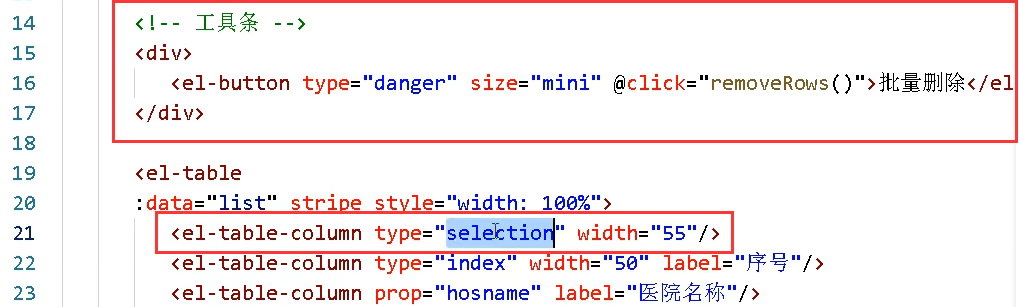 14 <!-- 工具条 -->
15 <div>
16 <el-button type="danger" size="mini" @click="removeRows()">批量删除</el
17 </div>
18
19 <el-table
20 :data="list" stripe style="width: 100%">
21 <el-table-column type="selection" width="55"/>
22 <el-table-column type="index" width="50" label="序号"/>
23 <el-table-column prop="hosname" label="医院名称"/>